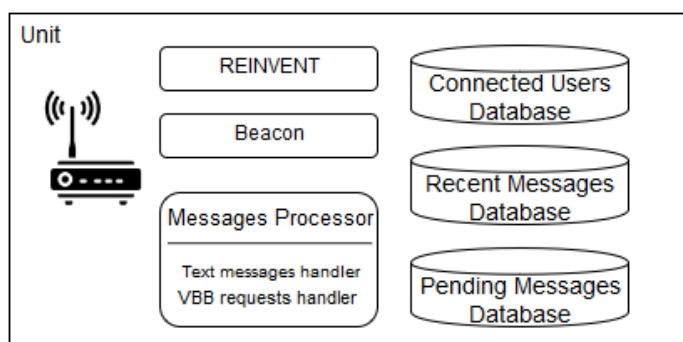 Unit
REINVENT
Beacon
Messages Processor
Text messages handler
VBB requests handler
Connected Users
Database
Recent Messages
Database
Pending Messages
Database